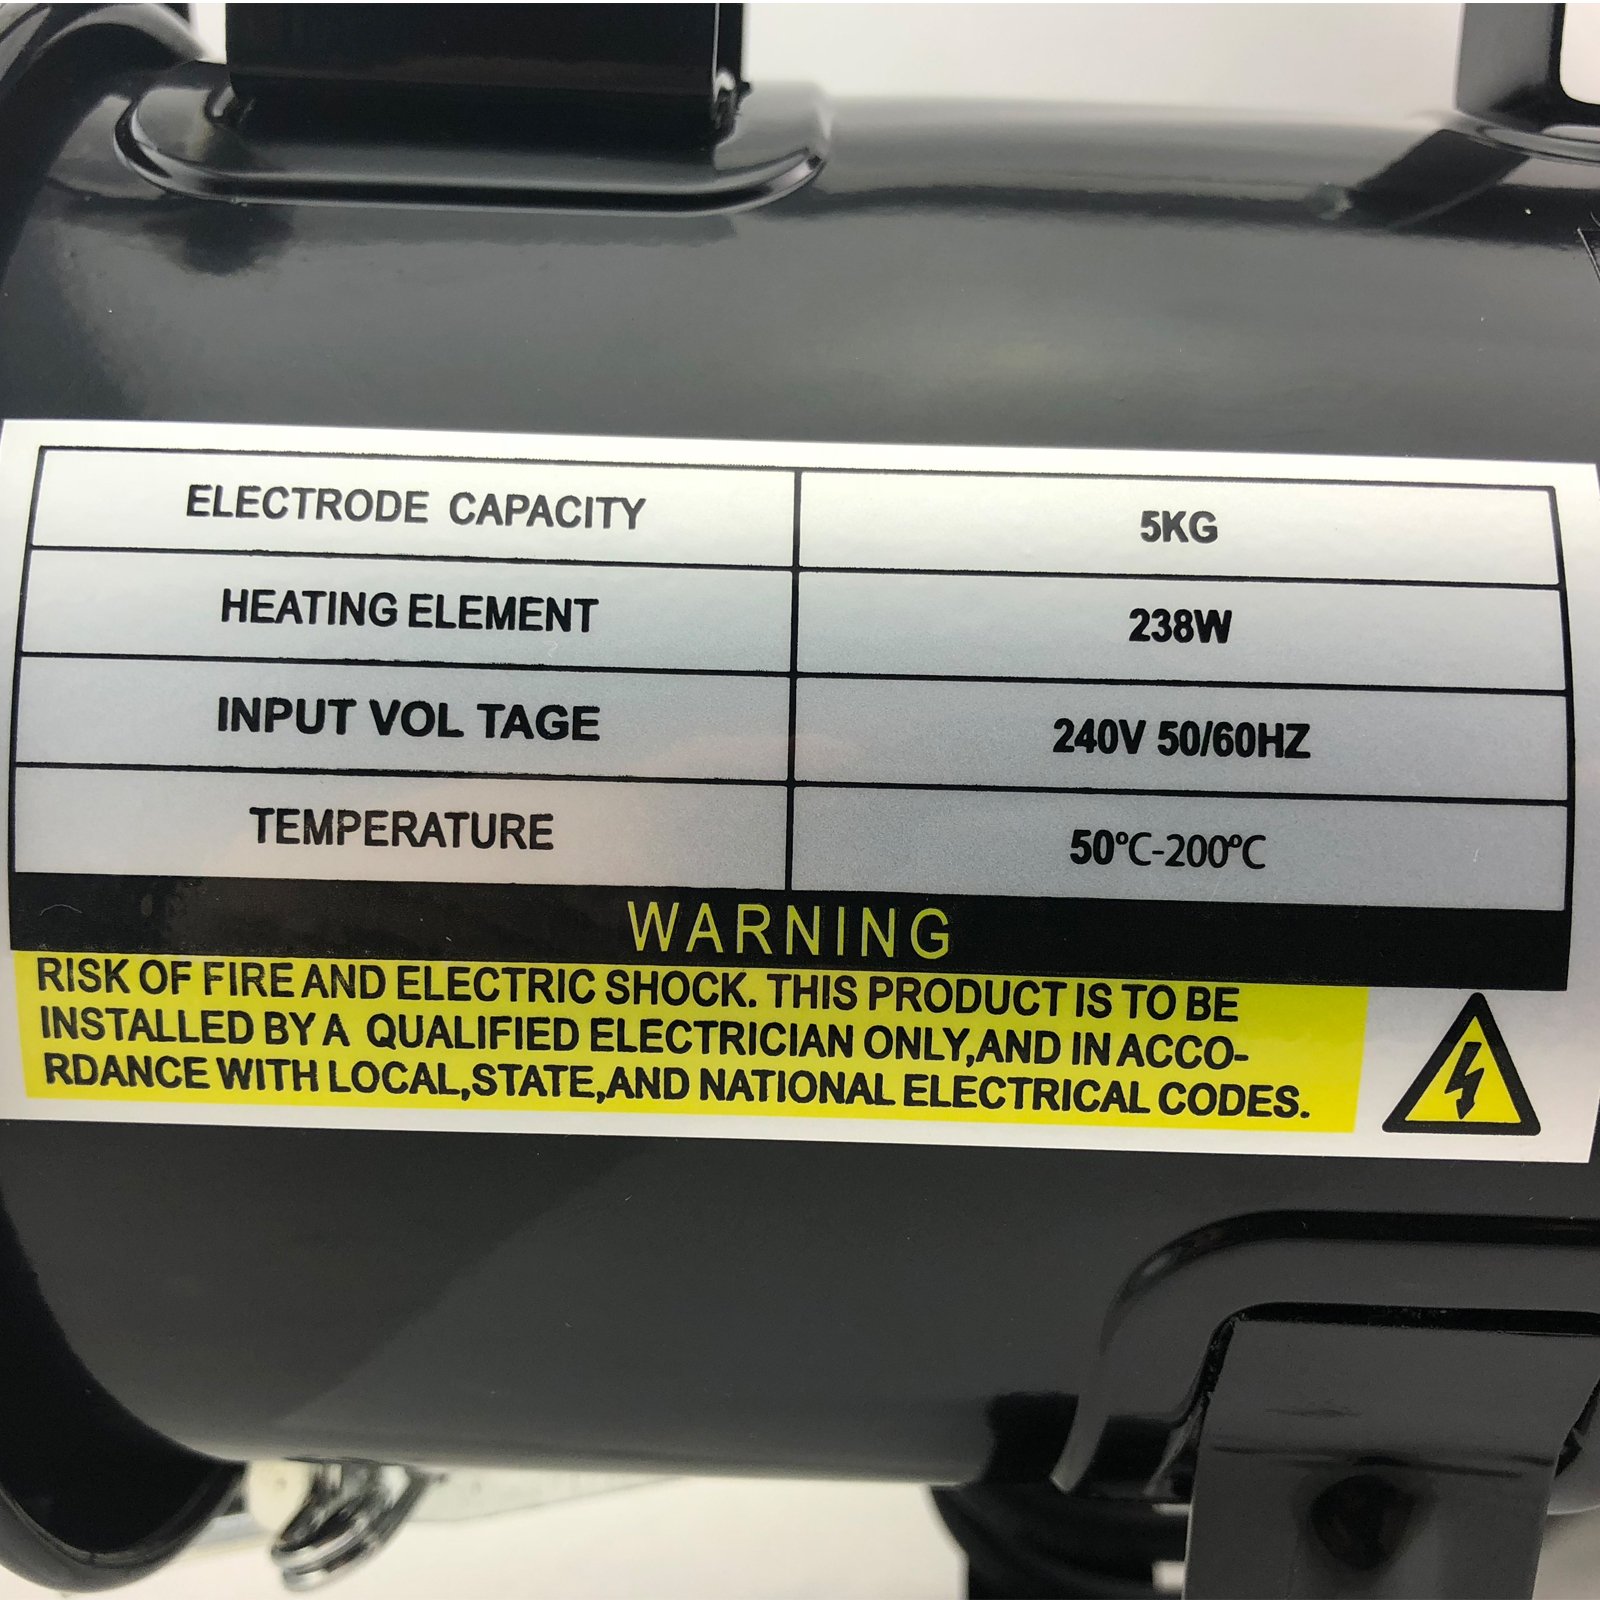 ELECTRODE CAPACITY 5KG
HEATING ELEMENT 238W
INPUT VOL TAGE 240V 50/60HZ
TEMPERATURE 50°C-200°C
WARNING
RISK OF FIRE AND ELECTRIC SHOCK. THIS PRODUCT IS TO BE
INSTALLED BY A QUALIFIED ELECTRICIAN ONLY,AND IN ACCO-
RDANCE WITH LOCAL,STATE,AND NATIONAL ELECTRICAL CODES.